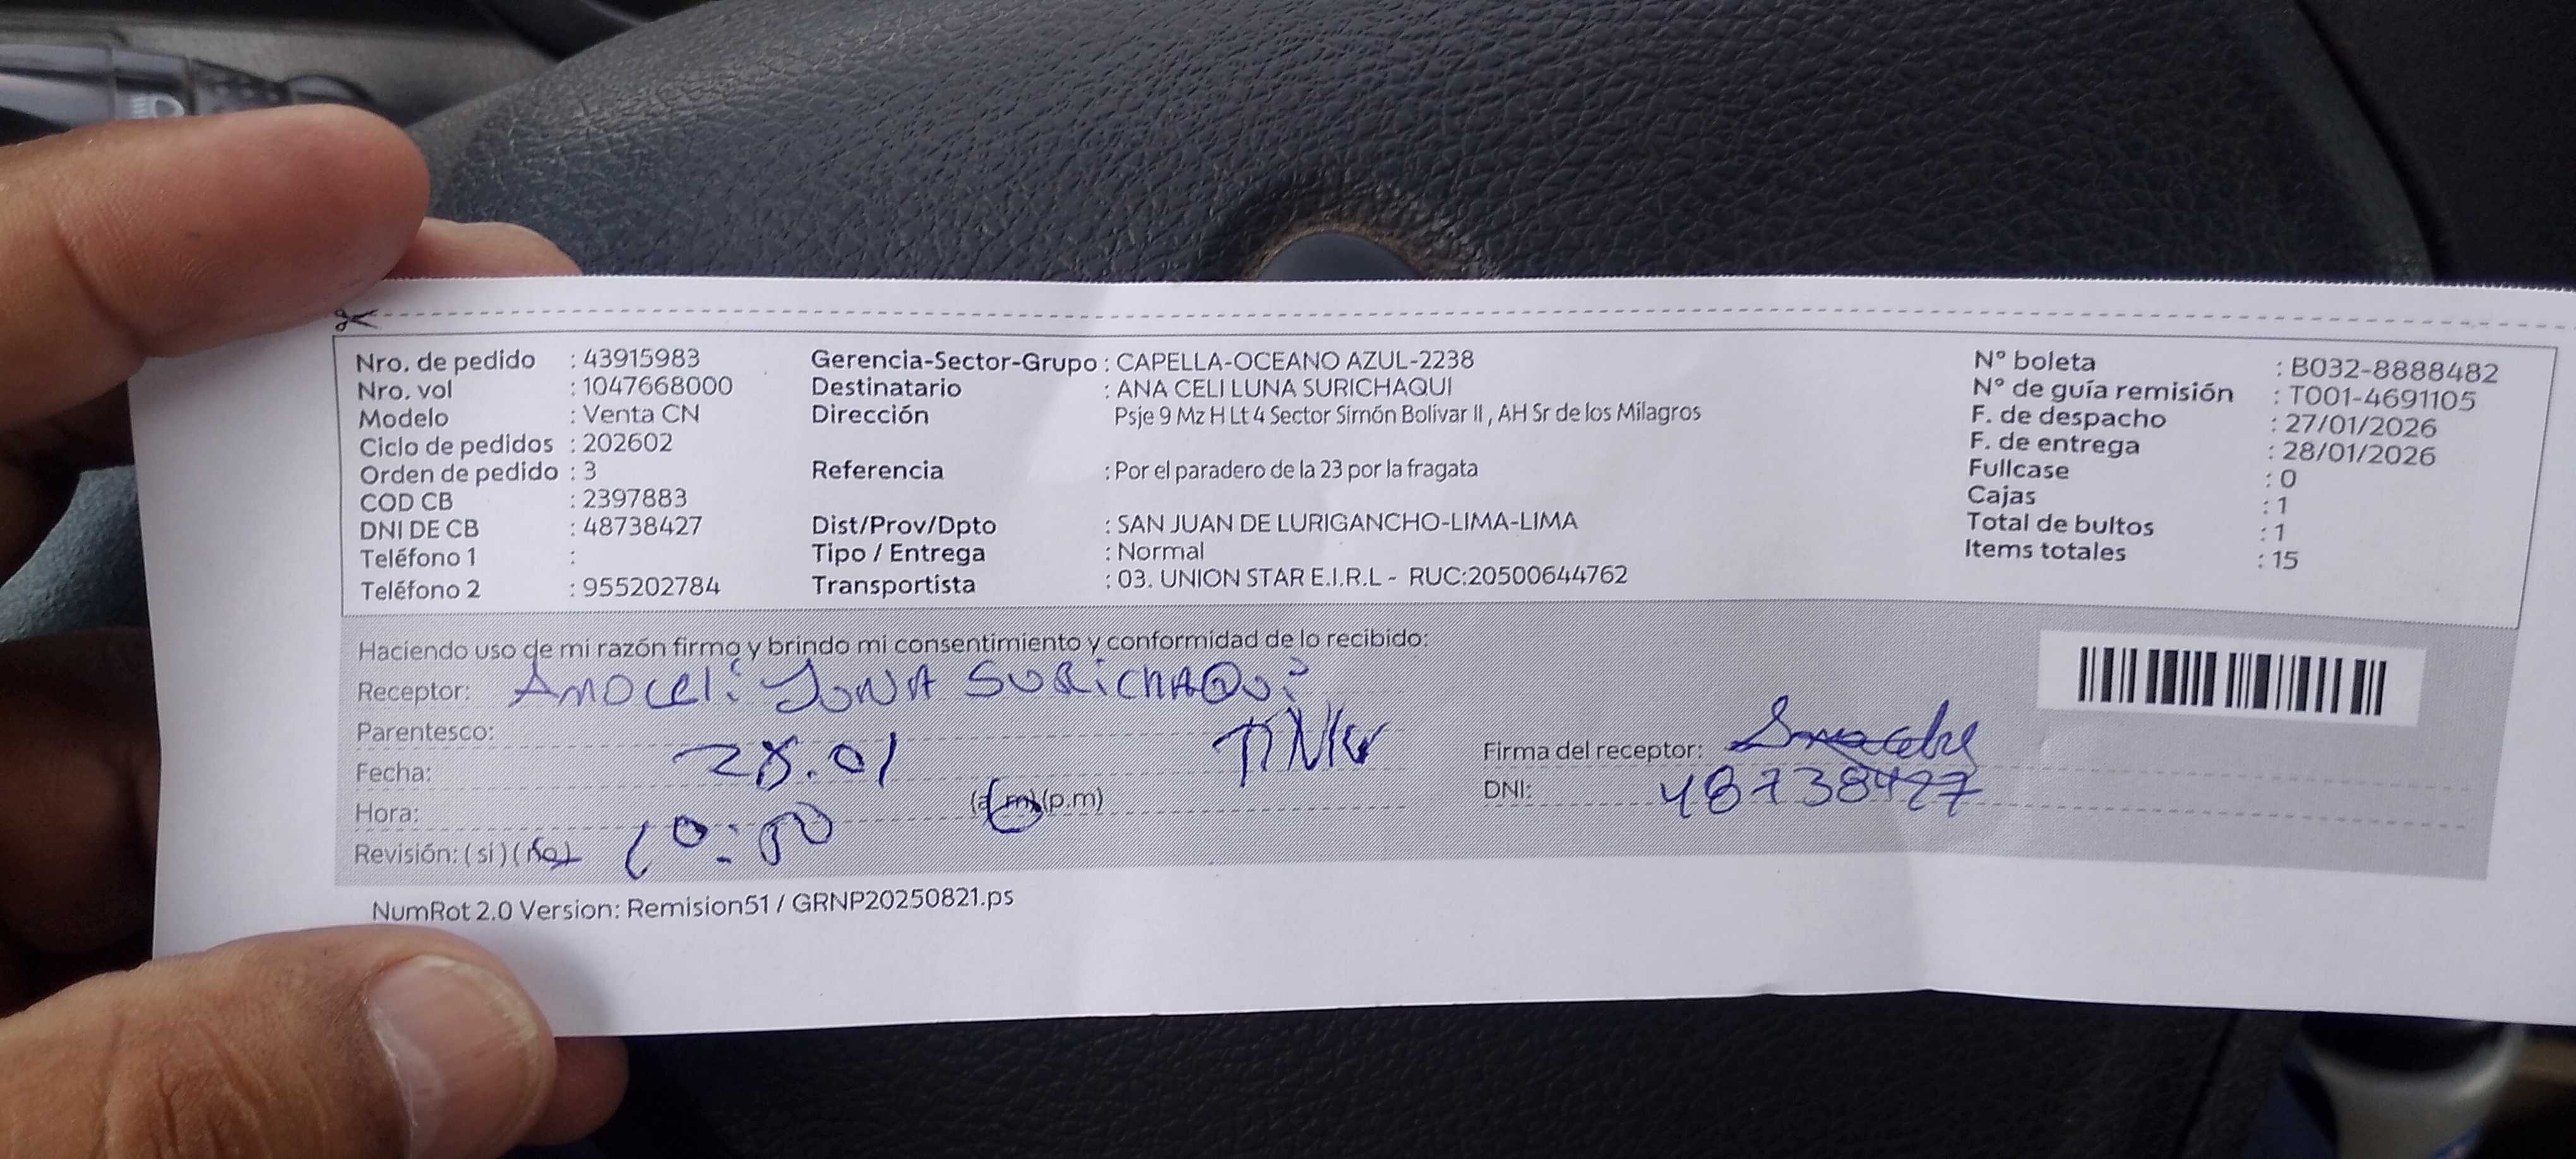 Nro. de pedido : 43915983 Gerencia-Sector-Grupo : CAPELLA-OCEANO AZUL-2238 N° boleta : B032-8888482
Nro. vol : 1047668000 Destinatario : ANA CELI LUNA SURICHAQUI N° de guía remisión : T001-4691105
Modelo : Venta CN Dirección Psje 9 Mz H Lt 4 Sector Simón Bolivar II , AH Sr de los Milagros F. de despacho : 27/01/2026
Ciclo de pedidos : 202602 F. de entrega : 28/01/2026
Orden de pedido : 3 Referencia : Por el paradero de la 23 por la fragata Fullcase : 0
COD CB : 2397883 Cajas : 1
DNI DE CB : 48738427 Dist/Prov/Dpto : SAN JUAN DE LURIGANCHO-LIMA-LIMA Total de bultos : 1
Teléfono 1 : Tipo / Entrega : Normal Items totales : 15
Teléfono 2 : 955202784 Transportista : 03. UNION STAR E.I.R.L - RUC:20500644762
Haciendo uso de mi razón firmo y brindo mi consentimiento y conformidad de lo recibido:
Receptor: SURiCHAQUi
Parentesco:
Fecha: 28.01 Firma del receptor:
Hora: 10:00 (a.m)(p.m) DNI: 48738427
Revisión: ( si ) ( no )
NumRot 2.0 Version: Remision51 / GRNP20250821.ps